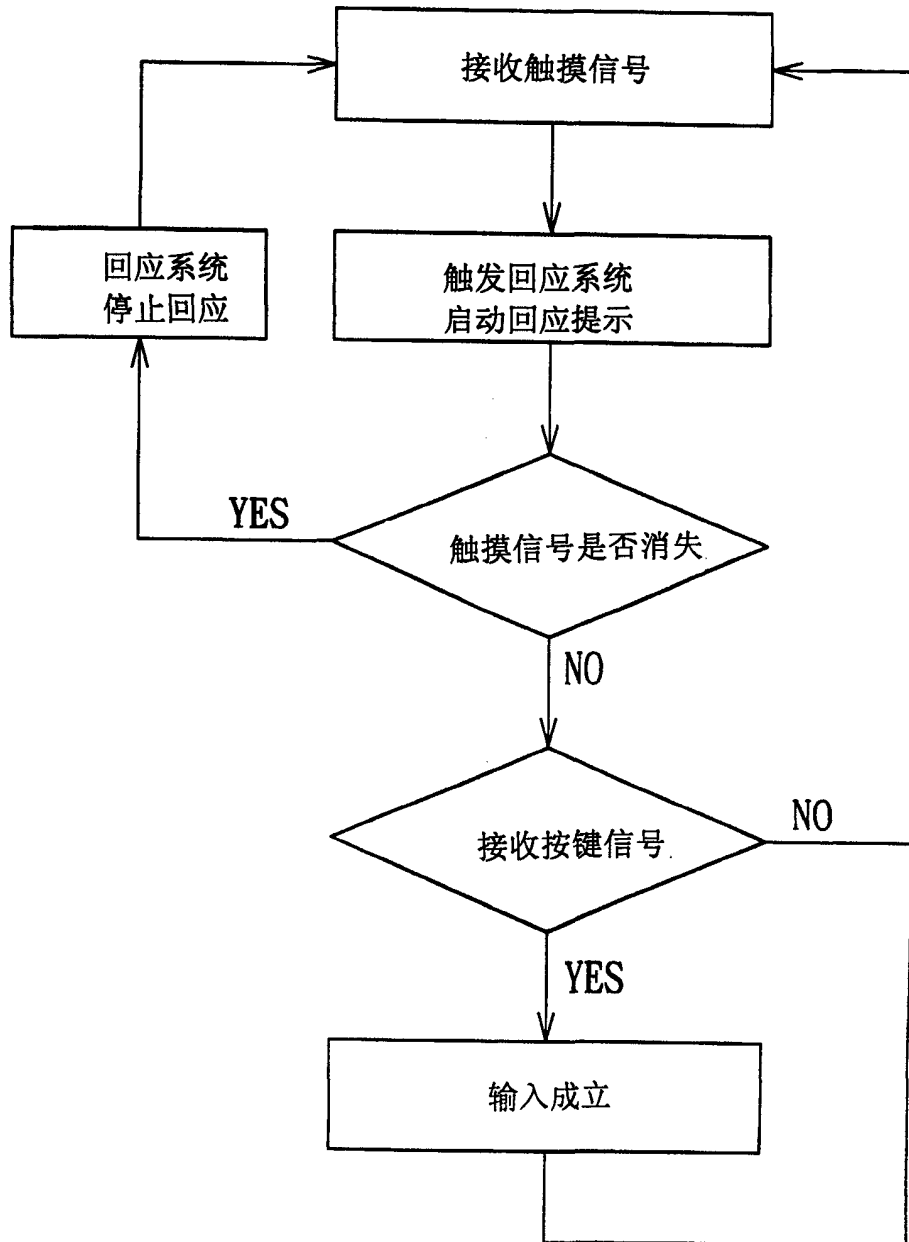 接收触摸信号
回应系统
停止回应
触发回应系统
启动回应提示
YES
触摸信号是否消失
NO
接收按键信号
NO
YES
输入成立